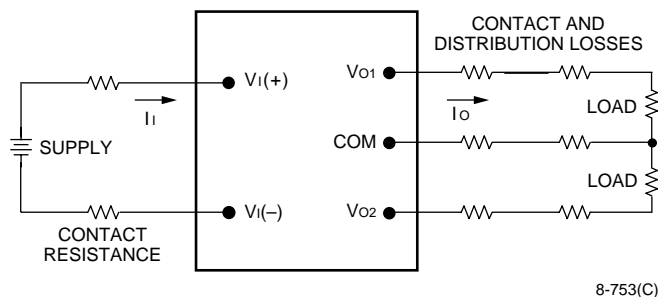 CONTACT AND
DISTRIBUTION LOSSES
VI(+)
VO1
II
IO
LOAD
SUPPLY
COM
LOAD
VI(–)
VO2
CONTACT
RESISTANCE
8-753(C)